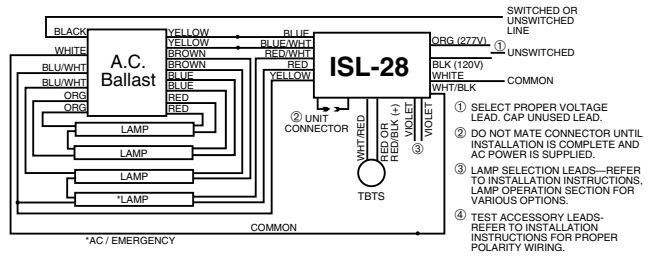 SWITCHED OR
UNSWITCHED
LINE
BLACK
YELLOW
BLUE
YELLOW
BLUE/WHT
ORG (277V)
①
WHITE
BROWN
RED/WHT
UNSWITCHED
BLU/WHT
BROWN
RED
BLK (120V)
BLU/WHT
BLUE
YELLOW
WHITE
COMMON
ORG
BLUE
WHT/BLK
ORG
RED
RED
A.C.
Ballast
ISL-28
② UNIT
CONNECTOR
WHT/RED
RED OR
RED/BLK (+)
VIOLET
VIOLET
③
TBTS
LAMP
LAMP
LAMP
*LAMP
COMMON
*AC / EMERGENCY
① SELECT PROPER VOLTAGE
LEAD. CAP UNUSED LEAD.
② DO NOT MATE CONNECTOR UNTIL
INSTALLATION IS COMPLETE AND
AC POWER IS SUPPLIED.
③ LAMP SELECTION LEADS—REFER
TO INSTALLATION INSTRUCTIONS,
LAMP OPERATION SECTION FOR
VARIOUS OPTIONS.
④ TEST ACCESSORY LEADS-
REFER TO INSTALLATION
INSTRUCTIONS FOR PROPER
POLARITY WIRING.